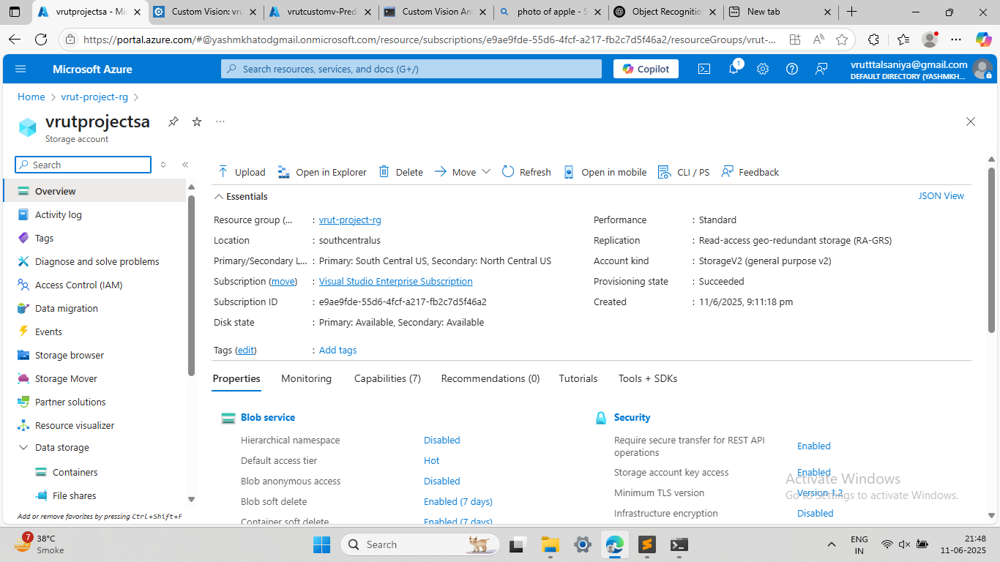 vrutprojectsa - Mic
Custom Vision: vru
vrutcustomv-Pred
Custom Vision An
photo of apple - S
Object Recognitio
New tab
https://portal.azure.com/#@yashmkhatodgmail.onmicrosoft.com/resource/subscriptions/e9ae9fde-55d6-4fcf-a217-fb2c7d5f46a2/resourceGroups/vrut-...
Microsoft Azure
Search resources, services, and docs (G+/)
Copilot
1
vrutttalsaniya@gmail.com
DEFAULT DIRECTORY (YASHMKH...
Home > vrut-project-rg >
vrutprojectsa
Storage account
Search
Upload
Open in Explorer
Delete
Move
Refresh
Open in mobile
CLI / PS
Feedback
Overview
Activity log
Tags
Diagnose and solve problems
Access Control (IAM)
Data migration
Events
Storage browser
Storage Mover
Partner solutions
Resource visualizer
Data storage
Containers
File shares
Add or remove favorites by pressing Ctrl+Shift+F
Essentials
JSON View
Resource group (... : vrut-project-rg
Location : southcentralus
Primary/Secondary L... : Primary: South Central US, Secondary: North Central US
Subscription (move) : Visual Studio Enterprise Subscription
Subscription ID : e9ae9fde-55d6-4fcf-a217-fb2c7d5f46a2
Disk state : Primary: Available, Secondary: Available
Tags (edit) : Add tags
Performance : Standard
Replication : Read-access geo-redundant storage (RA-GRS)
Account kind : StorageV2 (general purpose v2)
Provisioning state : Succeeded
Created : 11/6/2025, 9:11:18 pm
Properties
Monitoring
Capabilities (7)
Recommendations (0)
Tutorials
Tools + SDKs
Blob service
Hierarchical namespace Disabled
Default access tier Hot
Blob anonymous access Disabled
Blob soft delete Enabled (7 days)
Container soft delete Enabled (7 days)
Security
Require secure transfer for REST API
operations Enabled
Storage account key access Enabled
Minimum TLS version Version 1.2
Infrastructure encryption Disabled
Activate Windows
Go to Settings to activate Windows.
7
38°C
Smoke
Search
ENG
IN
21:48
11-06-2025